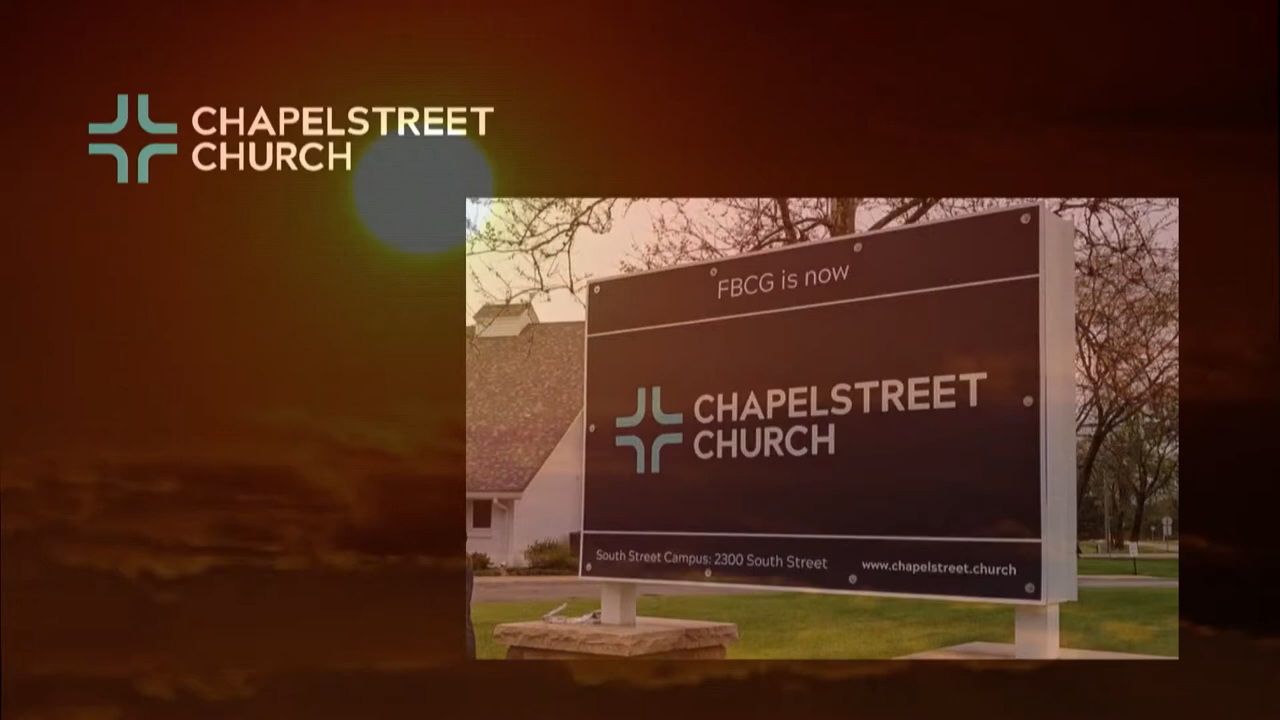 CHAPELSTREET
CHURCH
FBCG is now
CHAPELSTREET
CHURCH
South Street Campus: 2300 South Street
www.chapelstreet.church